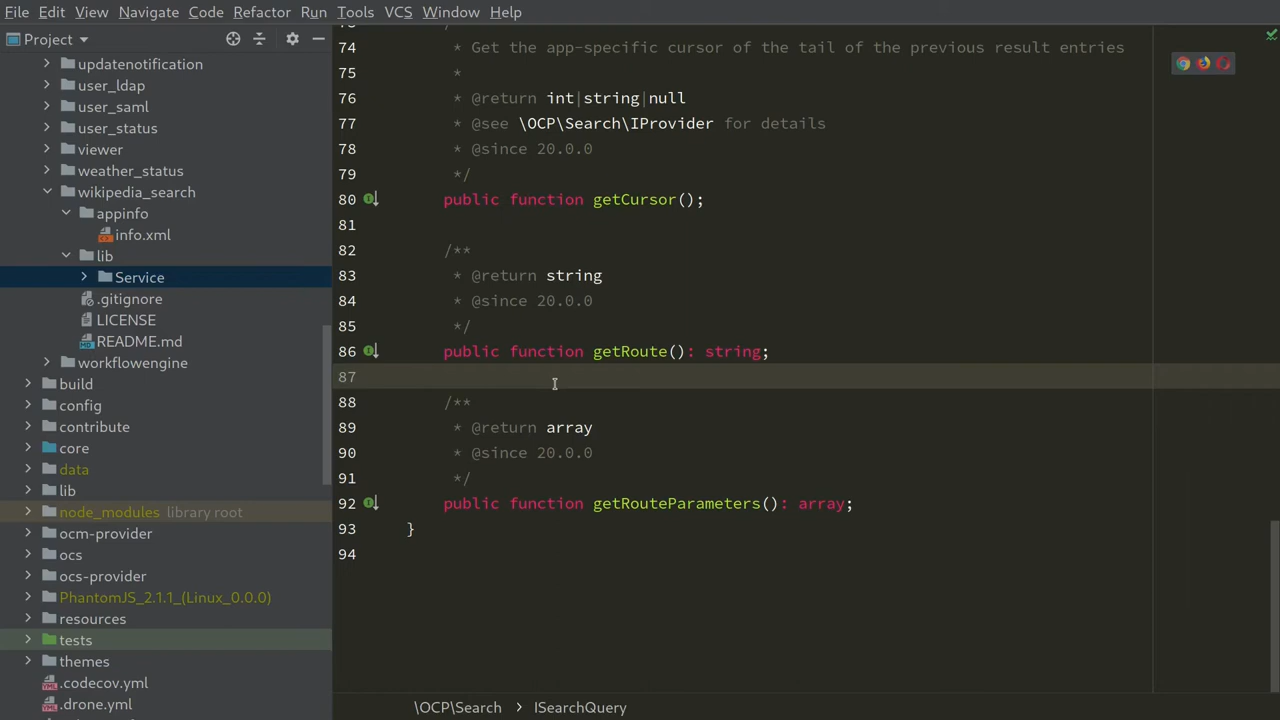 File Edit View Navigate Code Refactor Run Tools VCS Window Help
Project
updatenotification
user_ldap
user_saml
user_status
viewer
weather_status
wikipedia_search
appinfo
info.xml
lib
Service
.gitignore
LICENSE
README.md
workflowengine
build
config
contribute
core
data
lib
node_modules library root
ocm-provider
ocs
ocs-provider
PhantomJS_2.1.1_(Linux_0.0.0)
resources
tests
themes
.codecov.yml
.drone.yml
74 * Get the app-specific cursor of the tail of the previous result entries
75 *
76 * @return int|string|null
77 * @see \OCP\Search\IProvider for details
78 * @since 20.0.0
79 */
80 public function getCursor();
81
82 /**
83 * @return string
84 * @since 20.0.0
85 */
86 public function getRoute(): string;
87
88 /**
89 * @return array
90 * @since 20.0.0
91 */
92 public function getRouteParameters(): array;
93 }
94
\OCP\Search > ISearchQuery